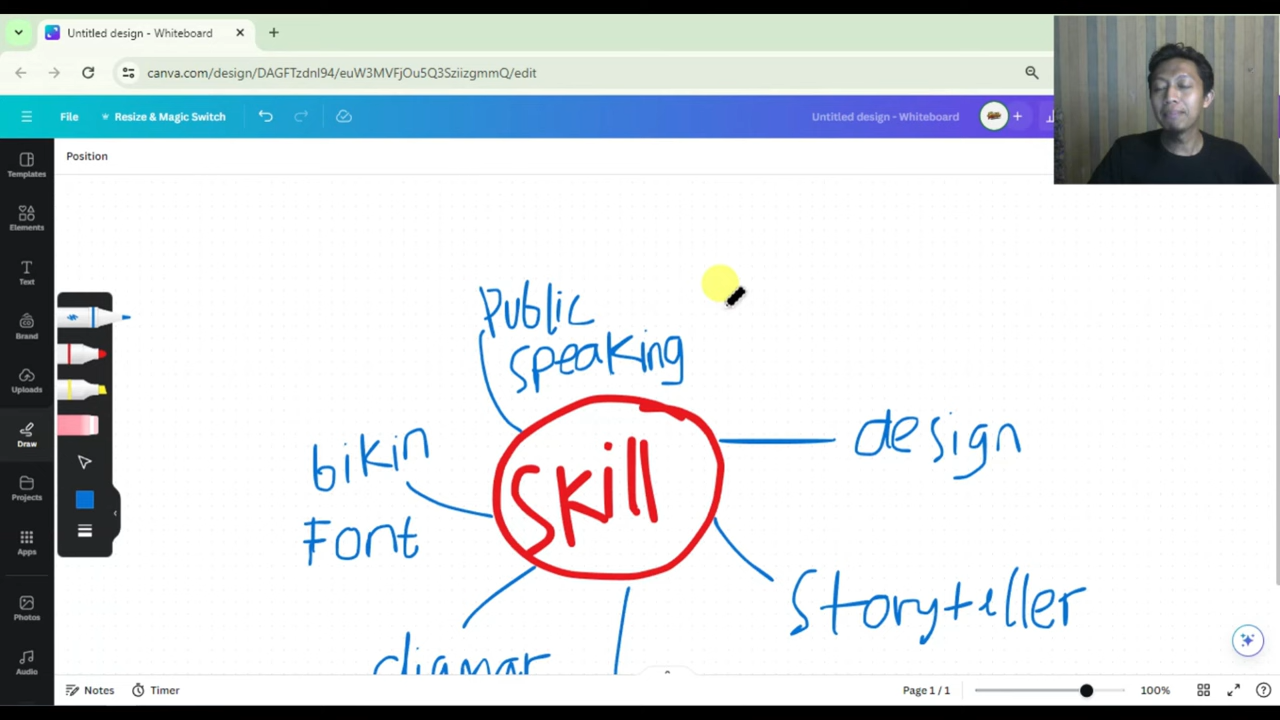 Untitled design - Whiteboard
canva.com/design/DAGFTzdnI94/euW3MVFjOu5Q3SziizgmmQ/edit
File
Resize & Magic Switch
Untitled design - Whiteboard
Position
Templates
Elements
Text
Brand
Uploads
Draw
Projects
Apps
Photos
Audio
Public
speaking
design
bikin
Font
Skill
Storyteller
Notes
Timer
Page 1 / 1
100%